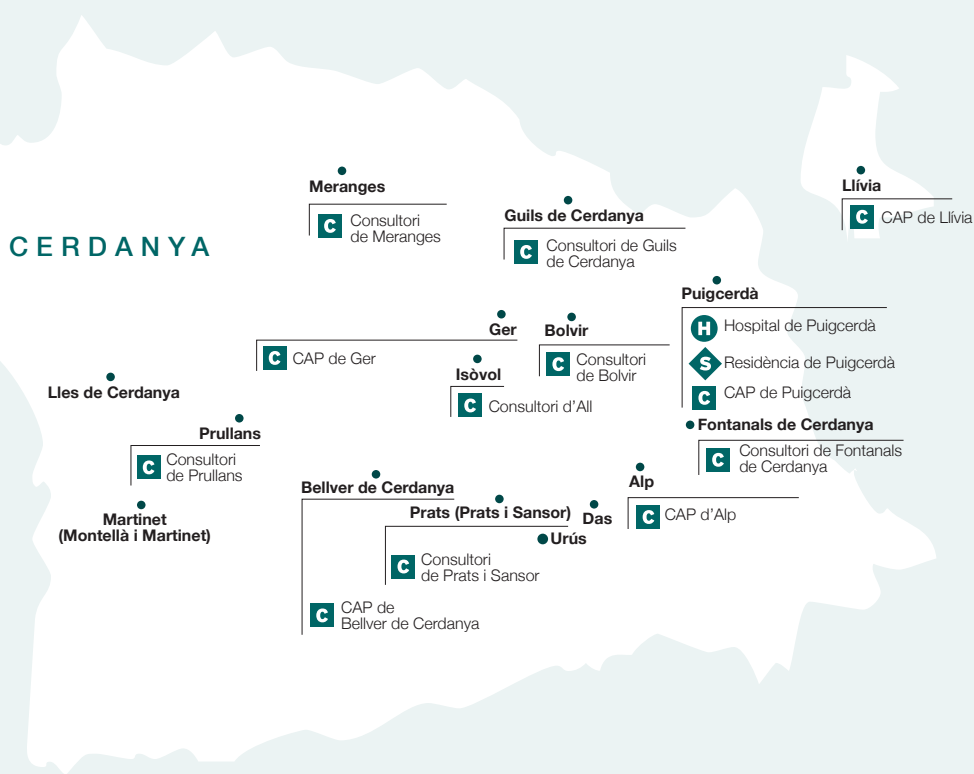 Meranges
C
Consultori
de Meranges
Guils de Cerdanya
C
Consultori de Guils
de Cerdanya
Llívia
C
CAP de Llívia
CERDANYA
Puigcerdà
H
Hospital de Puigcerdà
S
Residència de Puigcerdà
C
CAP de Puigcerdà
Ger
C
CAP de Ger
Bolvir
C
Consultori
de Bolvir
Isòvol
C
Consultori d'All
Lles de Cerdanya
Prullans
C
Consultori
de Prullans
Fontanals de Cerdanya
C
Consultori de Fontanals
de Cerdanya
Martinet
(Montellà i Martinet)
Bellver de Cerdanya
C
CAP de
Bellver de Cerdanya
Prats (Prats i Sansor)
C
Consultori
de Prats i Sansor
Das
Urús
Alp
C
CAP d'Alp